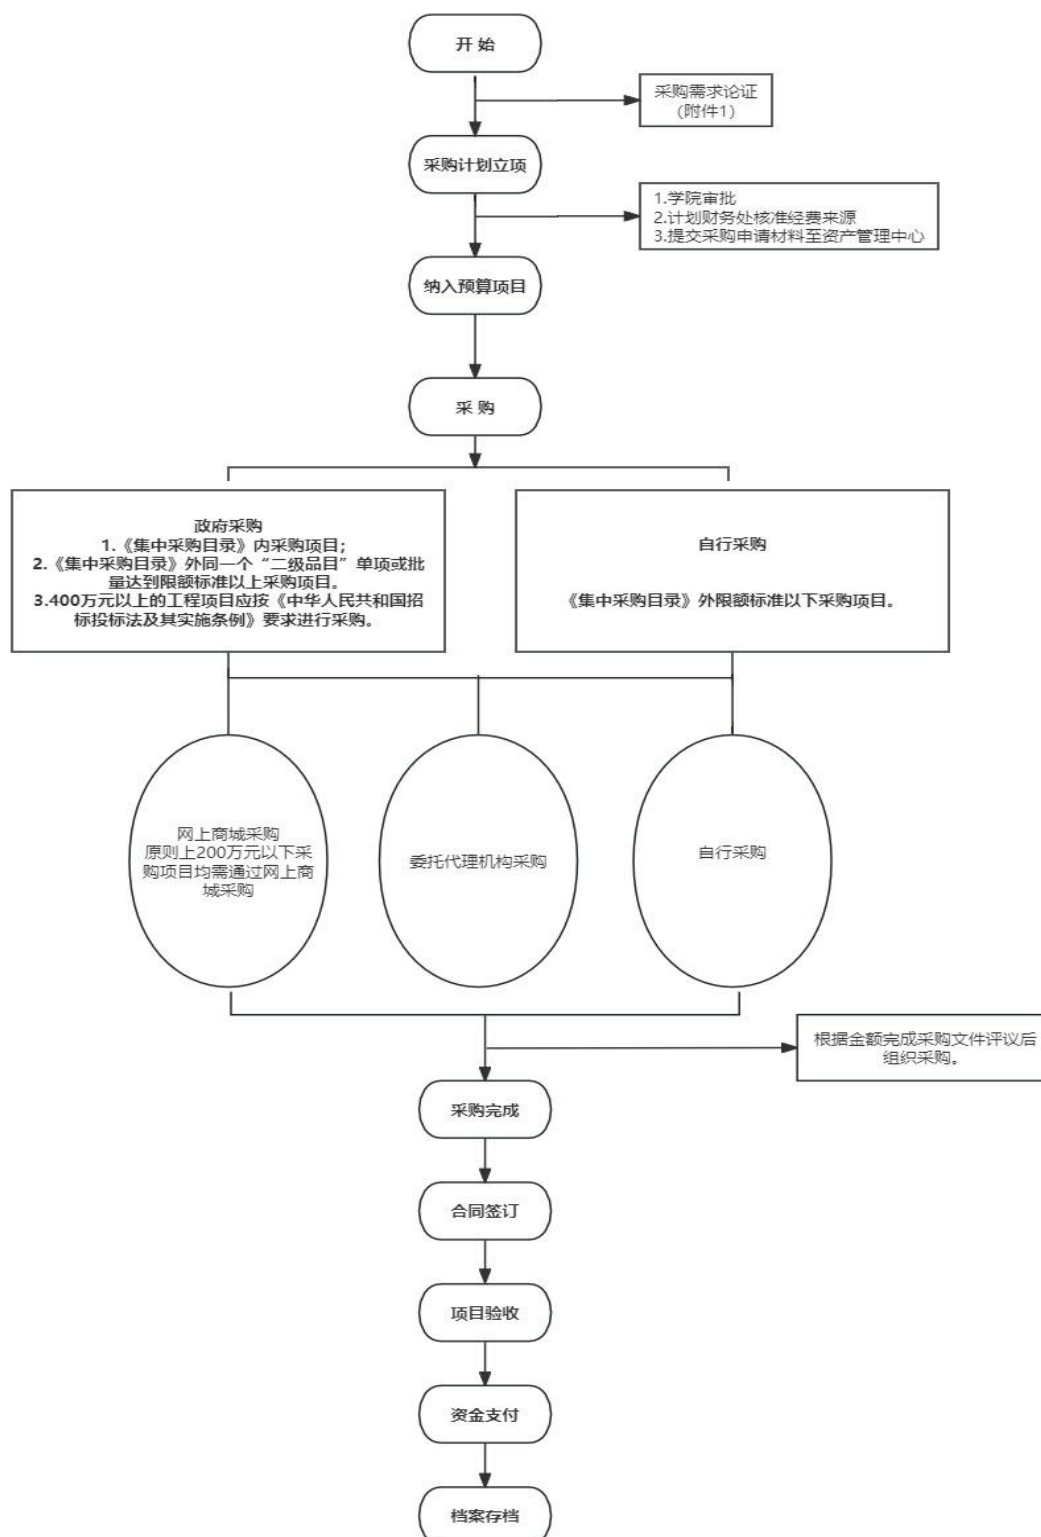 开 始
采购需求论证
(附件1)
采购计划立项
1.学院审批
2.计划财务处核准经费来源
3.提交采购申请材料至资产管理中心
纳入预算项目
采 购
政府采购
1.《集中采购目录》内采购项目；
2.《集中采购目录》外同一个“二级品目”单项或批
量达到限额标准以上采购项目。
3.400万元以上的工程项目应按《中华人民共和国招
标投标法及其实施条例》要求进行采购。
自行采购
《集中采购目录》外限额标准以下采购项目。
网上商城采购
原则上200万元以下采
购项目均需通过网上商
城采购
委托代理机构采购
自行采购
根据金额完成采购文件评议后
组织采购。
采购完成
合同签订
项目验收
资金支付
档案存档